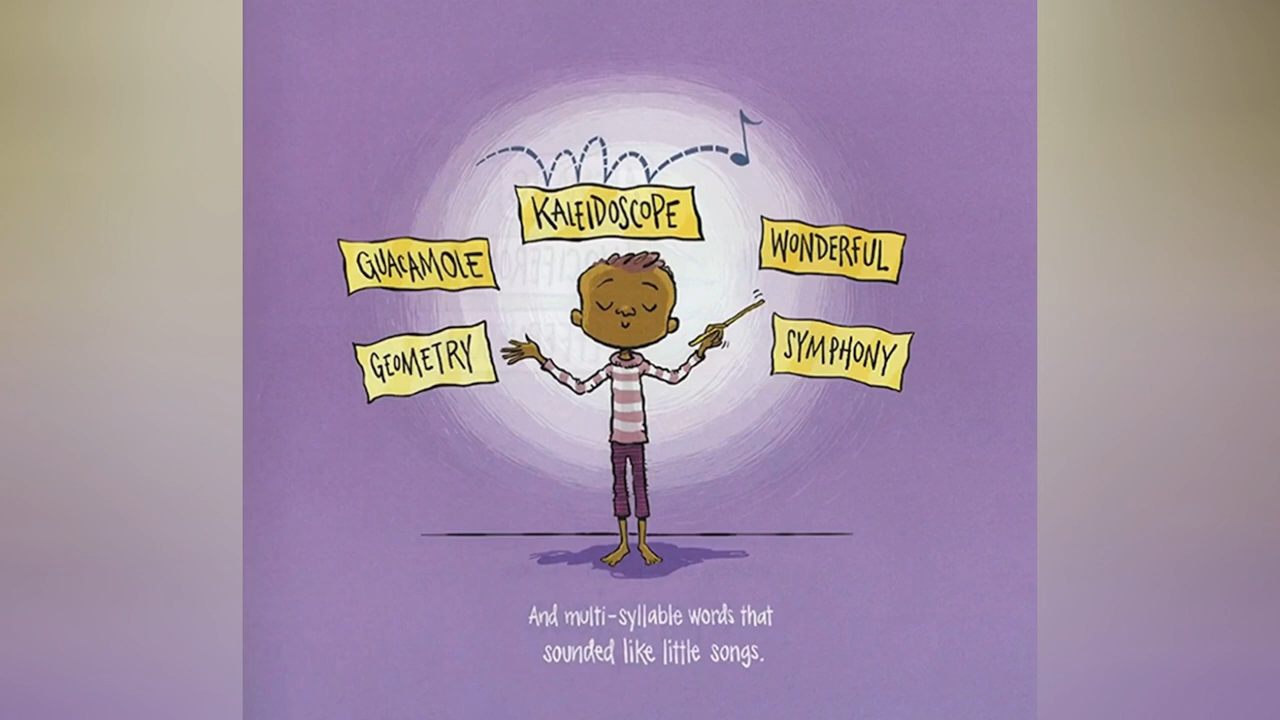 KALEIDOSCOPE
GUACAMOLE
WONDERFUL
GEOMETRY
SYMPHONY
And multi-syllable words that
sounded like little songs.